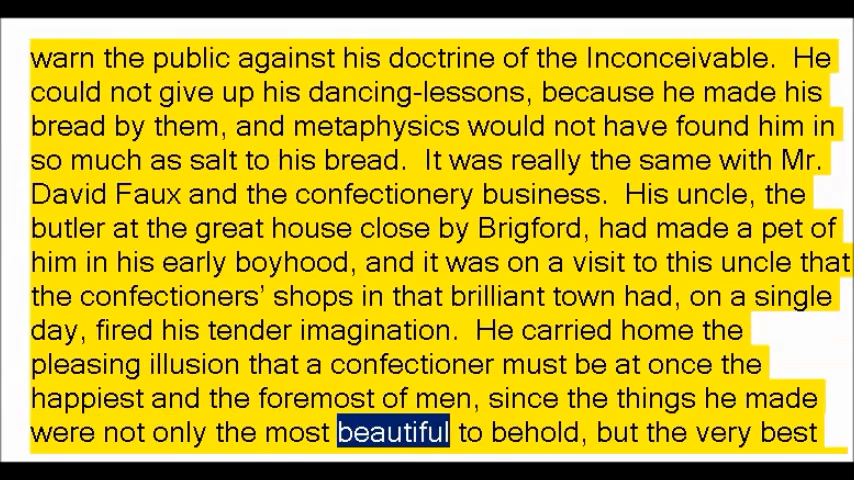 warn the public against his doctrine of the Inconceivable.  He
could not give up his dancing-lessons, because he made his
bread by them, and metaphysics would not have found him in
so much as salt to his bread.  It was really the same with Mr.
David Faux and the confectionery business.  His uncle, the
butler at the great house close by Brigford, had made a pet of
him in his early boyhood, and it was on a visit to this uncle that
the confectioners’ shops in that brilliant town had, on a single
day, fired his tender imagination.  He carried home the
pleasing illusion that a confectioner must be at once the
happiest and the foremost of men, since the things he made
were not only the most beautiful to behold, but the very best